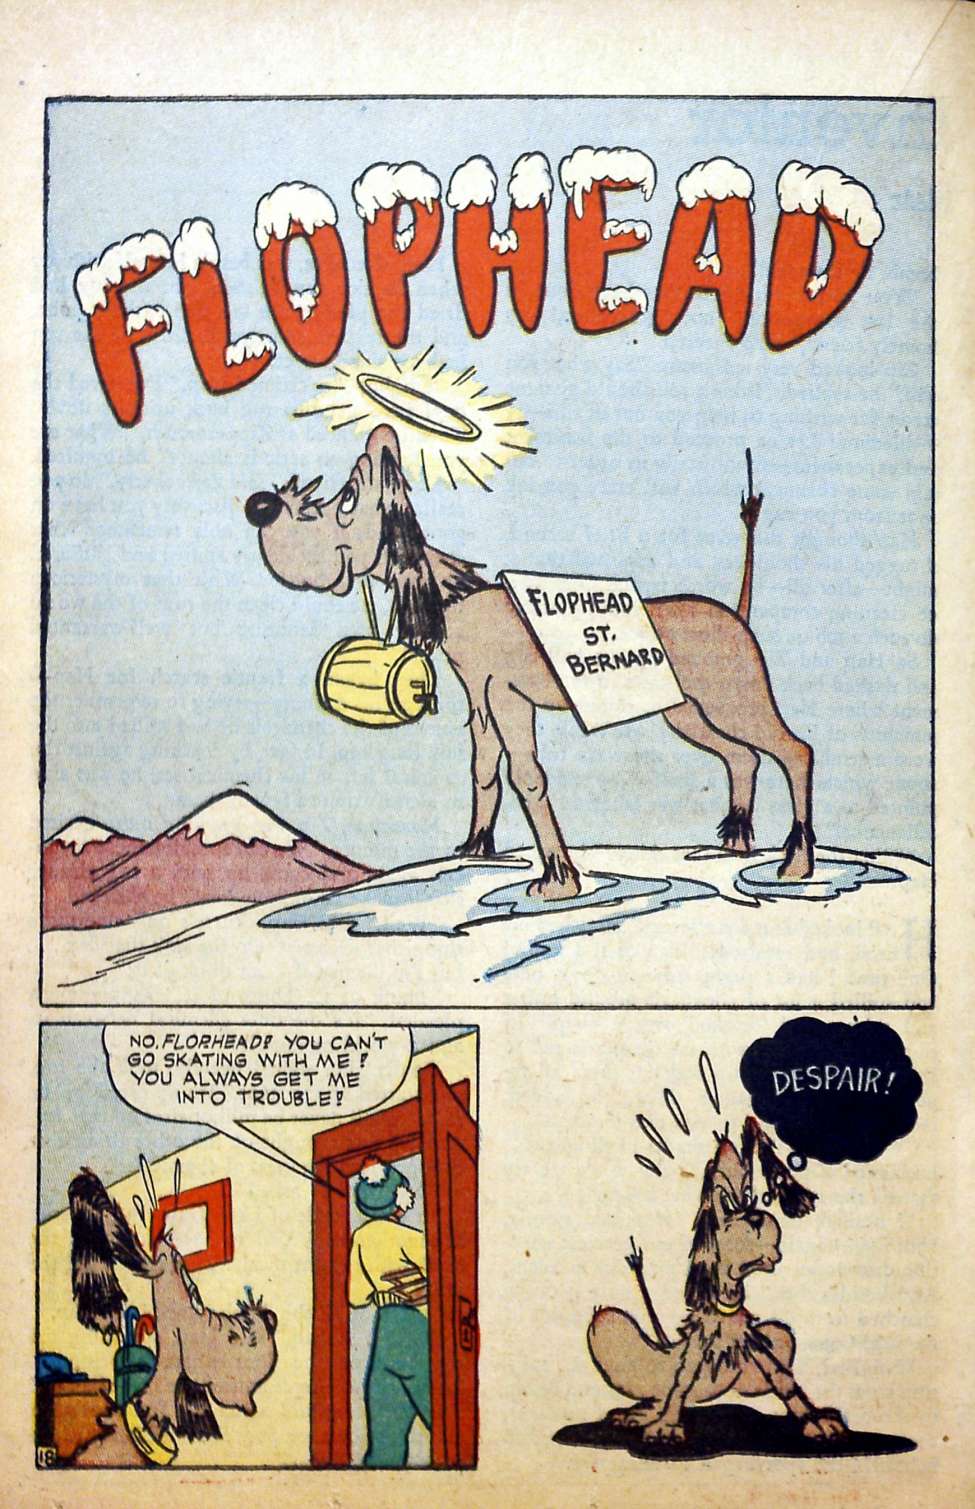 FLOPHEAD
FLOPHEAD
ST.
BERNARD
NO, FLOPHEAD! YOU CAN'T
GO SKATING WITH ME!
YOU ALWAYS GET ME
INTO TROUBLE!
DESPAIR!
18